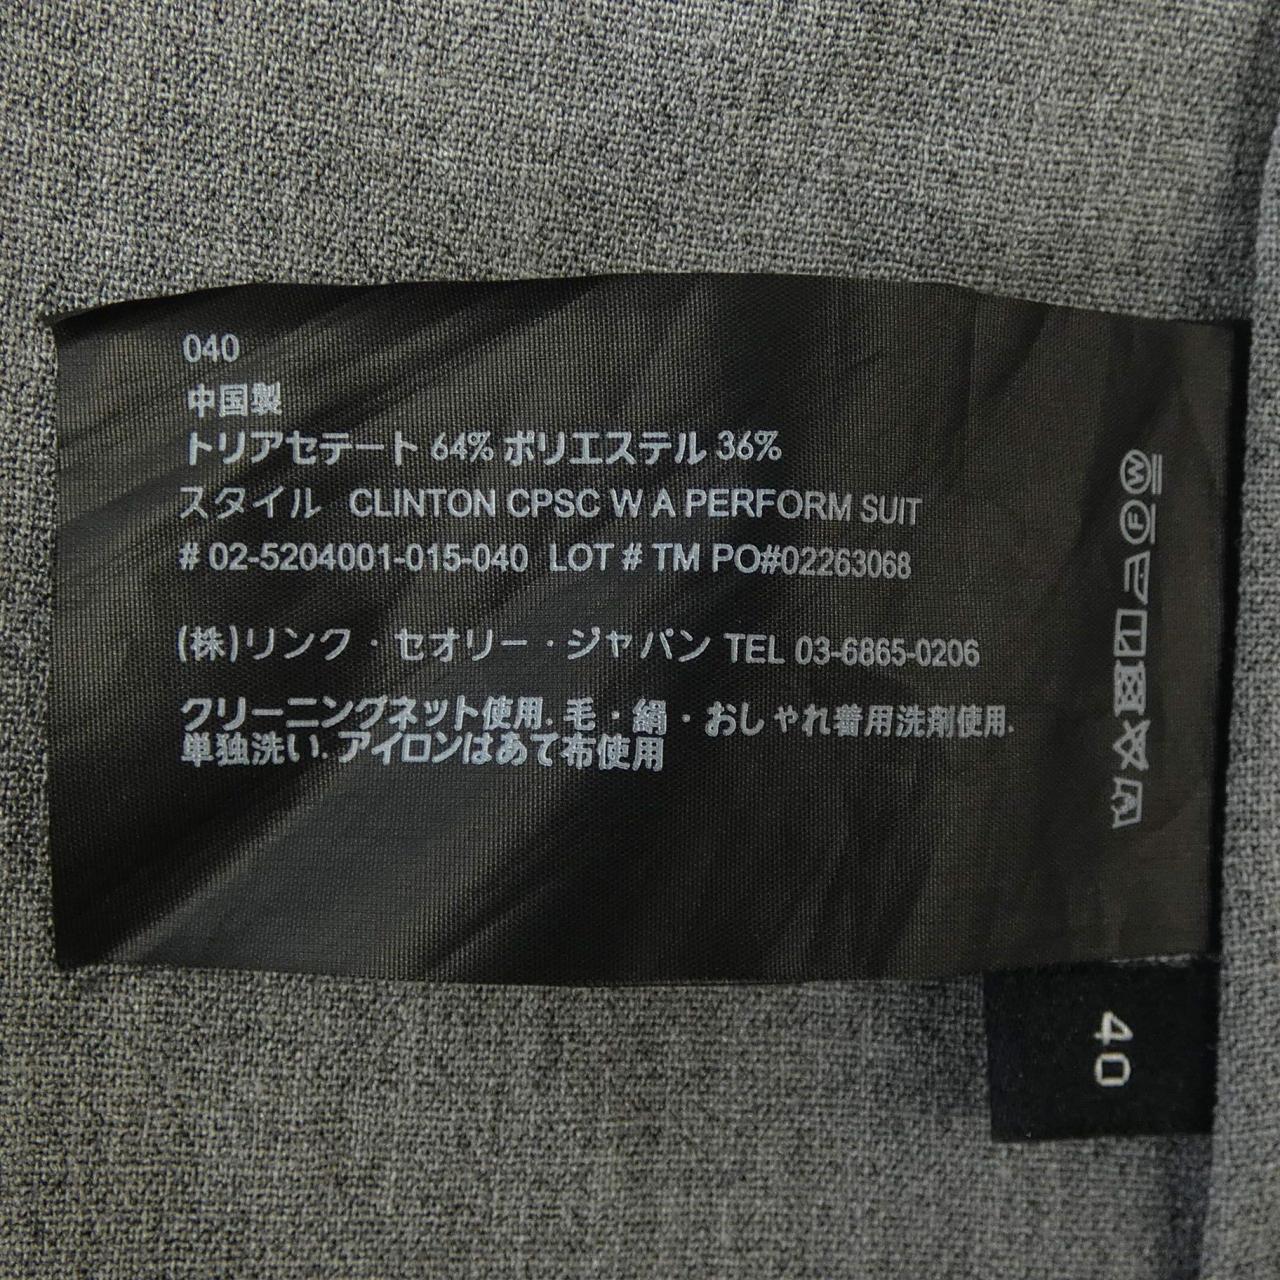 040
中国製
トリアセテート 64% ポリエステル 36%
スタイル CLINTON CPSC W A PERFORM SUIT
# 02-5204001-015-040 LOT # TM PO#02263068
(株)リンク・セオリー・ジャパン TEL 03-6865-0206
クリーニングネット使用. 毛・絹・おしゃれ着用洗剤使用.
単独洗い. アイロンはあて布使用
W
F
40